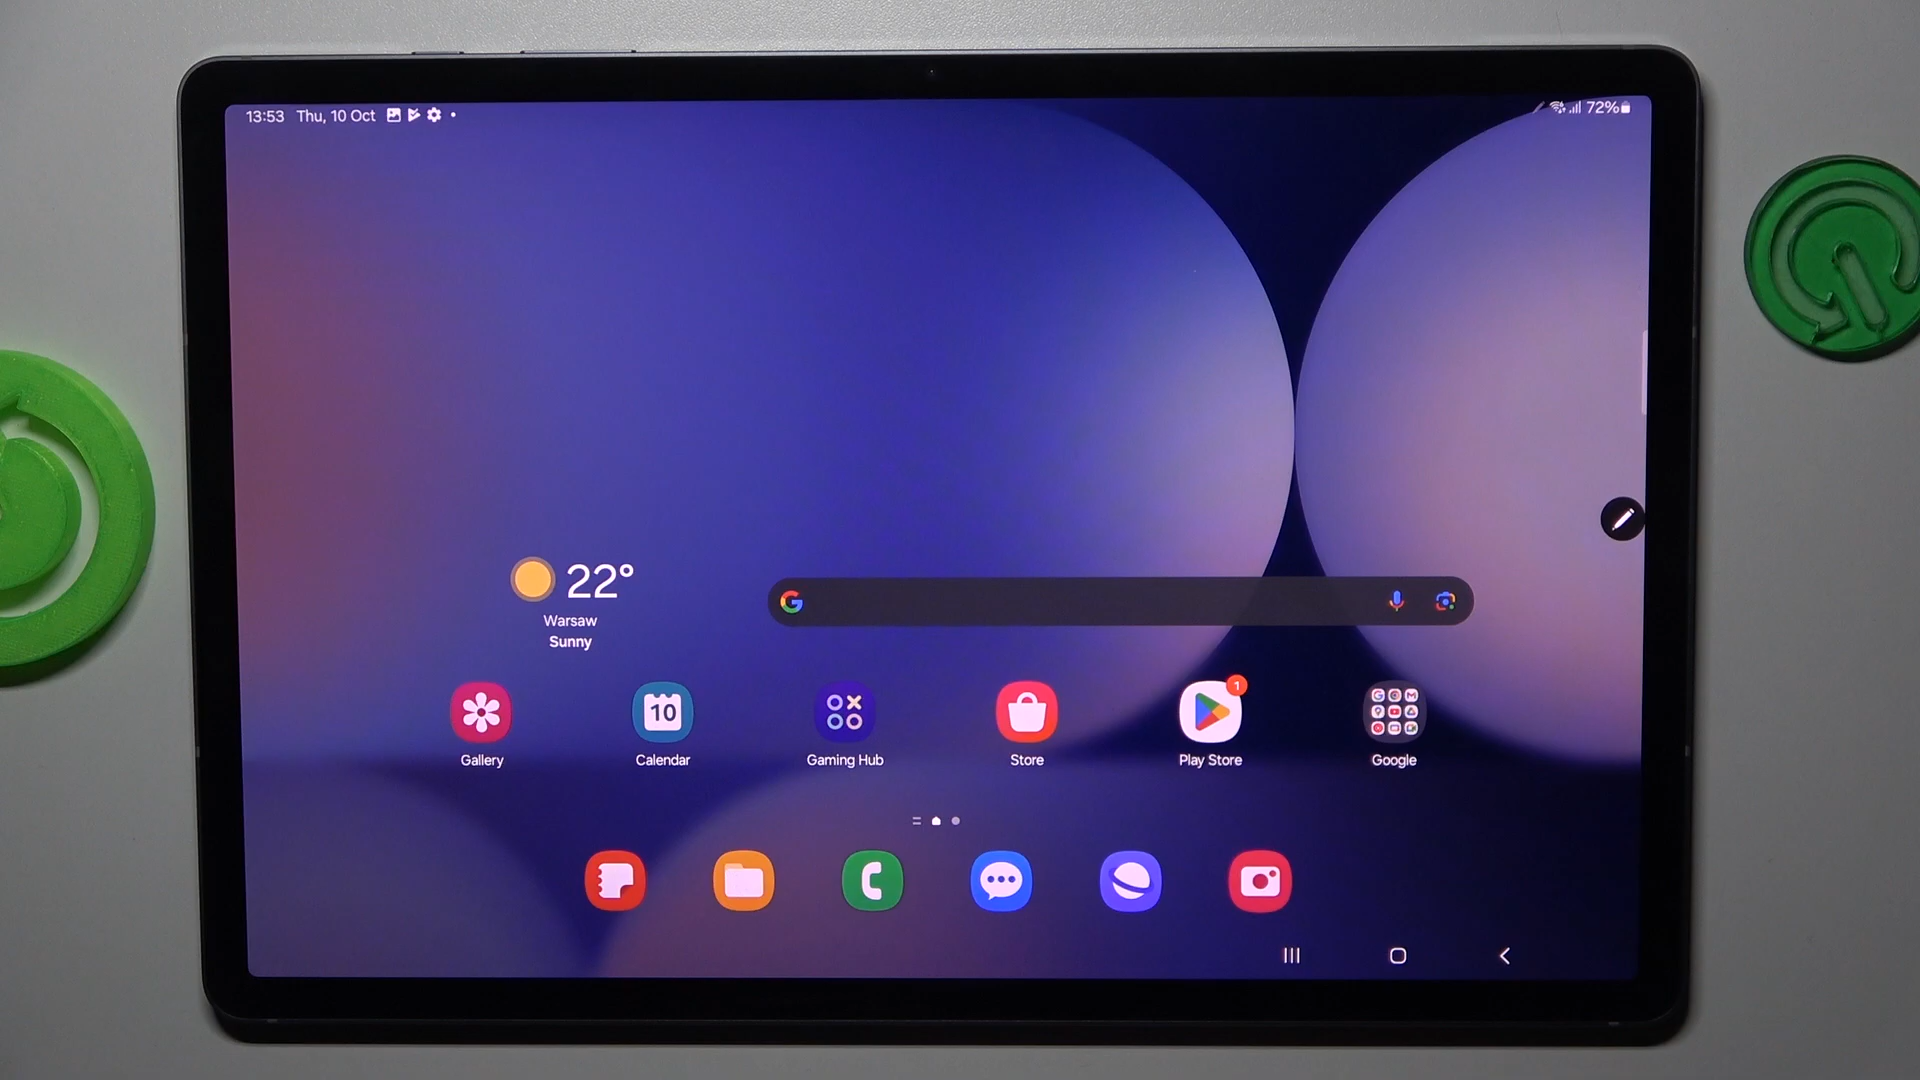 13:53 Thu, 10 Oct
72%
22°
Warsaw
Sunny
10
1
Gallery Calendar Gaming Hub Store Play Store Google